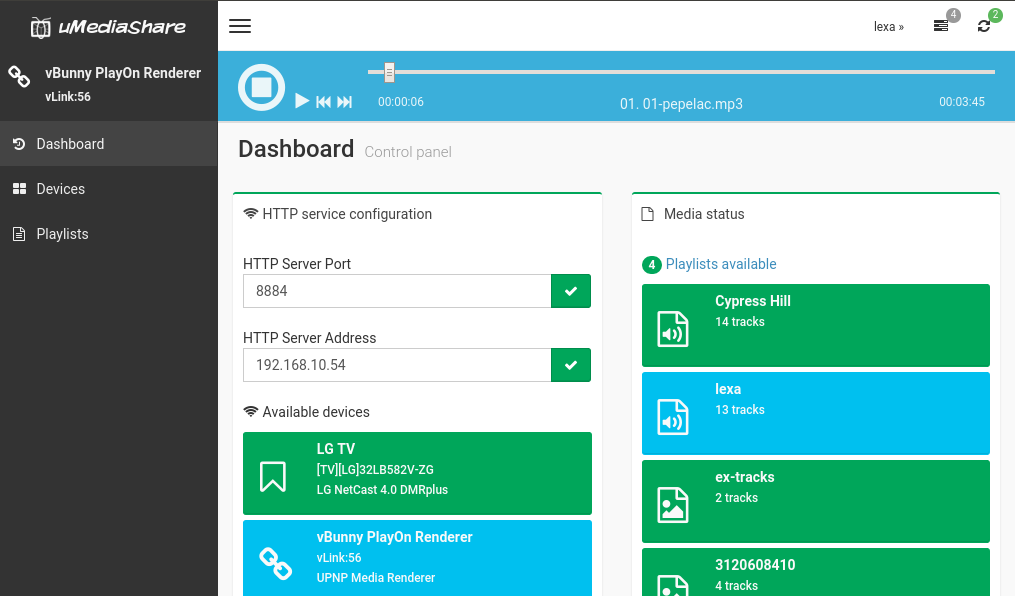 uMediaShare
lexa »
4
2
vBunny PlayOn Renderer
vLink:56
00:00:06
01. 01-pepelac.mp3
00:03:45
Dashboard
Devices
Playlists
Dashboard Control panel
HTTP service configuration
HTTP Server Port
8884
HTTP Server Address
192.168.10.54
Available devices
LG TV
[TV][LG]32LB582V-ZG
LG NetCast 4.0 DMRplus
vBunny PlayOn Renderer
vLink:56
UPNP Media Renderer
Media status
4 Playlists available
Cypress Hill
14 tracks
lexa
13 tracks
ex-tracks
2 tracks
3120608410
4 tracks